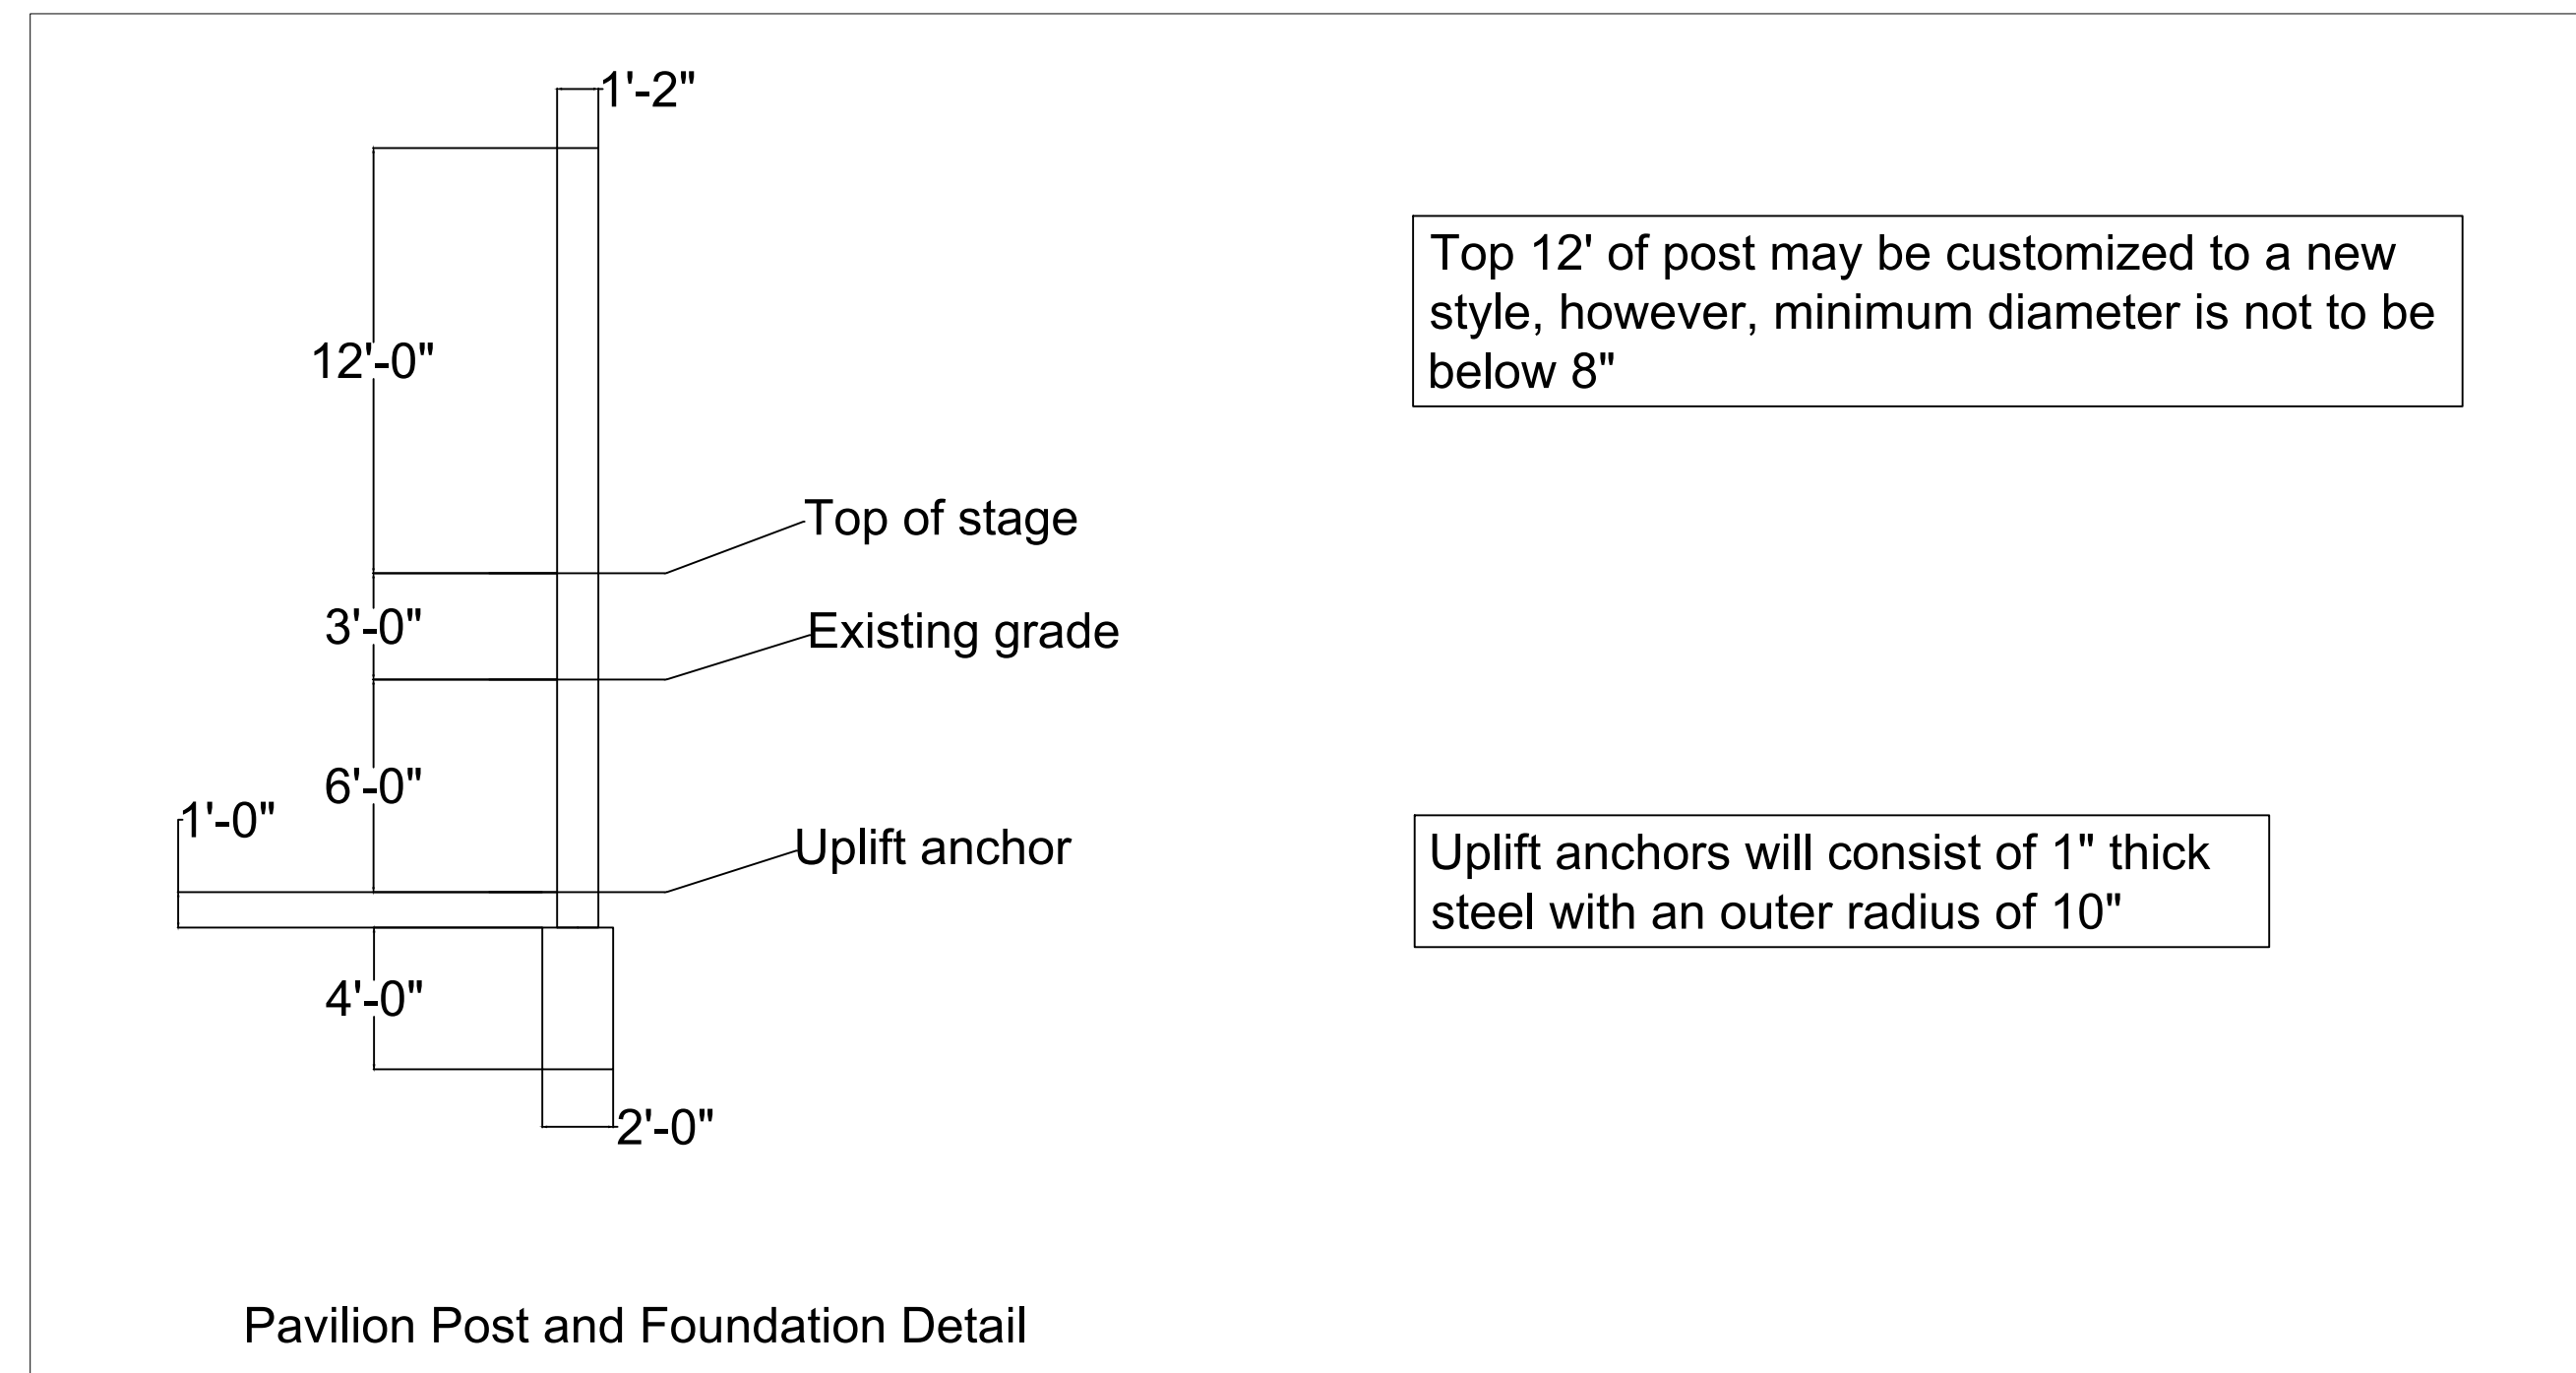 1'-2"
12'-0"
Top 12' of post may be customized to a new
style, however, minimum diameter is not to be
below 8"
Top of stage
3'-0"
Existing grade
6'-0"
1'-0"
Uplift anchor
Uplift anchors will consist of 1" thick
steel with an outer radius of 10"
4'-0"
2'-0"
Pavilion Post and Foundation Detail